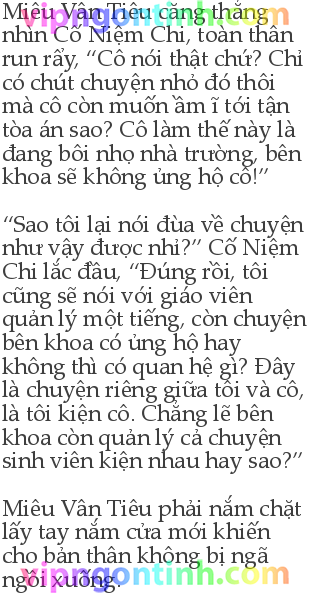 Miêu Vân Tiêu căng thẳng
nhìn Cố Niệm Chi, toàn thân
run rẩy, “Cô nói thật chứ? Chỉ
có chút chuyện nhỏ đó thôi
mà cô còn muốn ầm ĩ tới tận
tòa án sao? Cô làm thế này là
đang bôi nhọ nhà trường, bên
khoa sẽ không ủng hộ cô!”
“Sao tôi lại nói đùa về chuyện
như vậy được nhỉ?” Cố Niệm
Chi lắc đầu, “Đúng rồi, tôi
cũng sẽ nói với giáo viên
quản lý một tiếng, còn chuyện
bên khoa có ủng hộ hay
không thì có quan hệ gì? Đây
là chuyện riêng giữa tôi và cô,
là tôi kiện cô. Chẳng lẽ bên
khoa còn quản lý cả chuyện
sinh viên kiện nhau hay sao?”
Miêu Vân Tiêu phải nắm chặt
lấy tay nắm cửa mới khiến
cho bản thân không bị ngã
ngồi xuống.
vipngontinh.com
vipngontinh.com